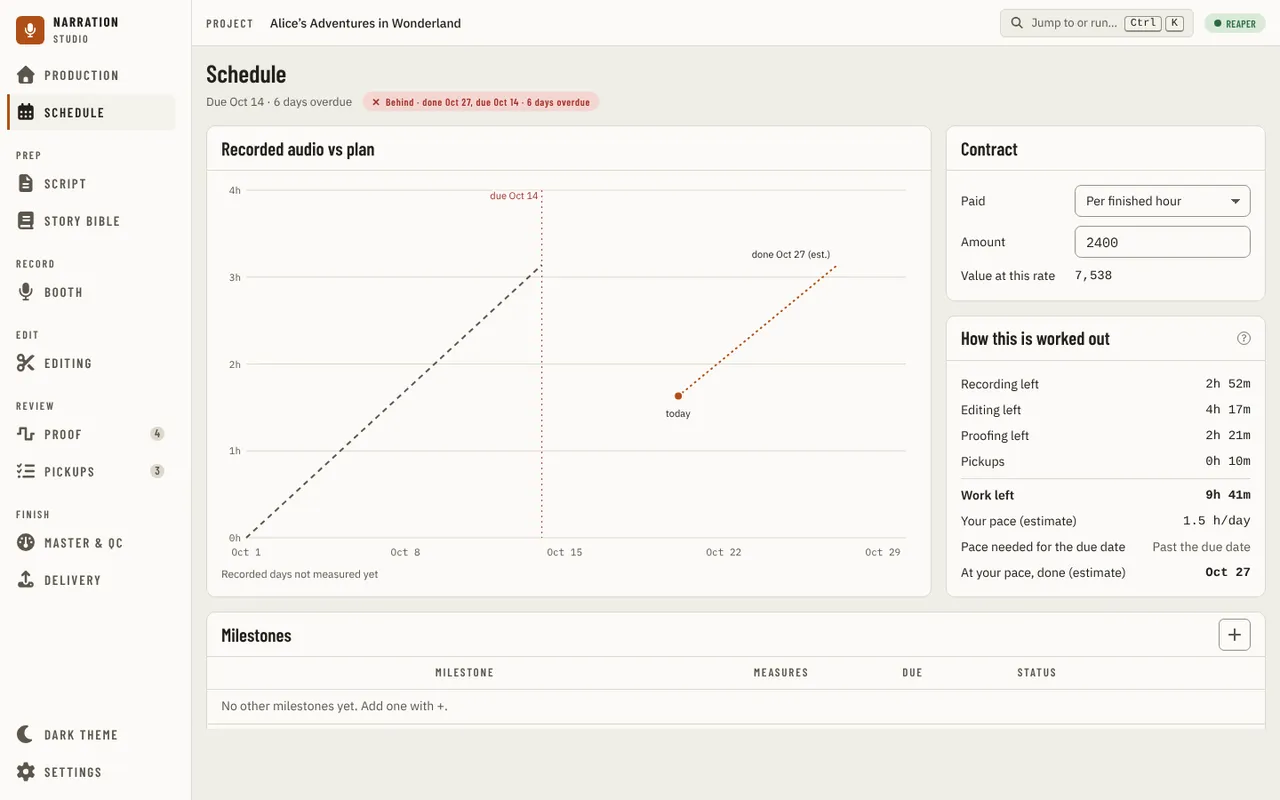 NARRATION
STUDIO
PRODUCTION
SCHEDULE
PREP
SCRIPT
STORY BIBLE
RECORD
BOOTH
EDIT
EDITING
REVIEW
PROOF 4
PICKUPS 3
FINISH
MASTER & QC
DELIVERY
DARK THEME
SETTINGS
PROJECT Alice's Adventures in Wonderland
Jump to or run... Ctrl K
REAPER
Schedule
Due Oct 14 · 6 days overdue
Behind · done Oct 27, due Oct 14 · 6 days overdue
Recorded audio vs plan
4h
due Oct 14
done Oct 27 (est.)
3h
2h
today
1h
0h
Oct 1 Oct 8 Oct 15 Oct 22 Oct 29
Recorded days not measured yet
Contract
Paid Per finished hour
Amount 2400
Value at this rate 7,538
How this is worked out ?
Recording left 2h 52m
Editing left 4h 17m
Proofing left 2h 21m
Pickups 0h 10m
Work left 9h 41m
Your pace (estimate) 1.5 h/day
Pace needed for the due date Past the due date
At your pace, done (estimate) Oct 27
Milestones +
MILESTONE MEASURES DUE STATUS
No other milestones yet. Add one with +.